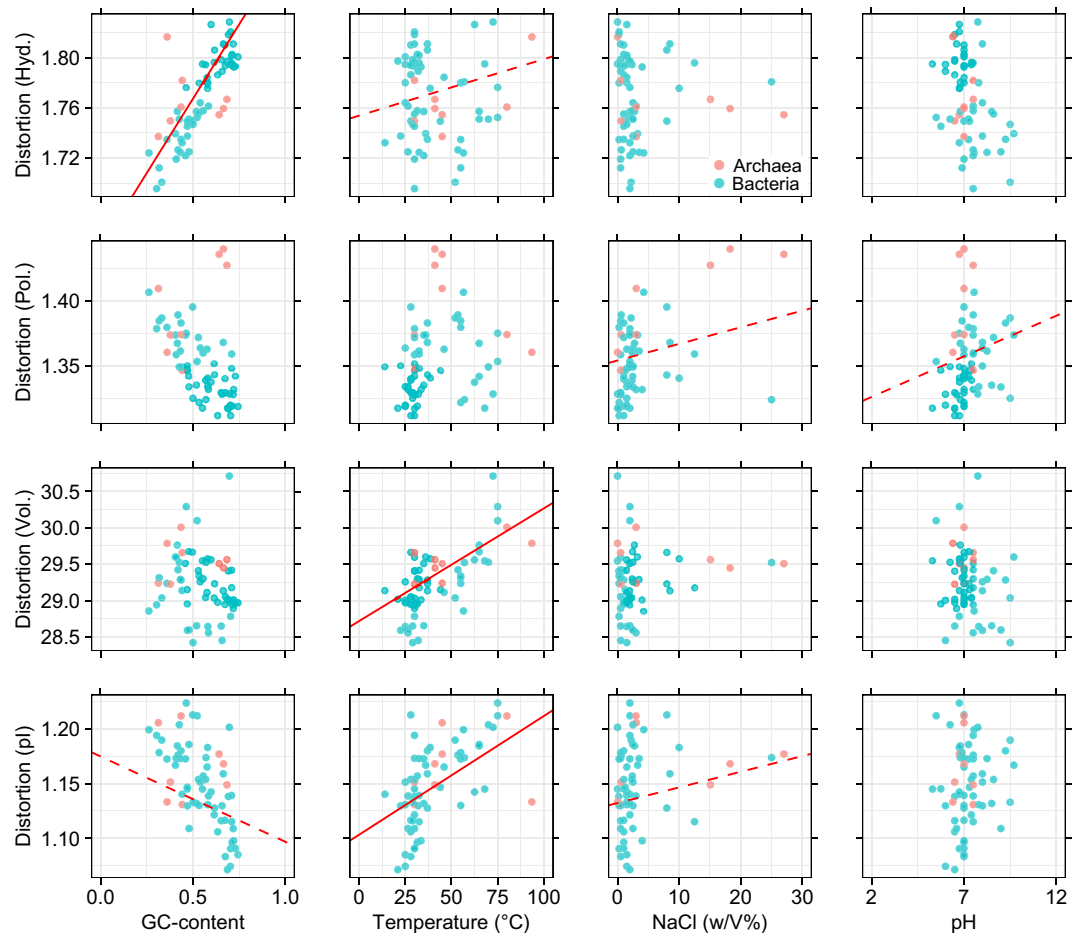 Distortion (Hyd.)
1.80
1.76
1.72
Archaea
Bacteria
Distortion (Pol.)
1.40
1.35
Distortion (Vol.)
30.5
30.0
29.5
29.0
28.5
Distortion (pI)
1.20
1.15
1.10
0.0 0.5 1.0 0 25 50 75 100 0 10 20 30 2 7 12
GC-content Temperature (°C) NaCl (w/V%) pH